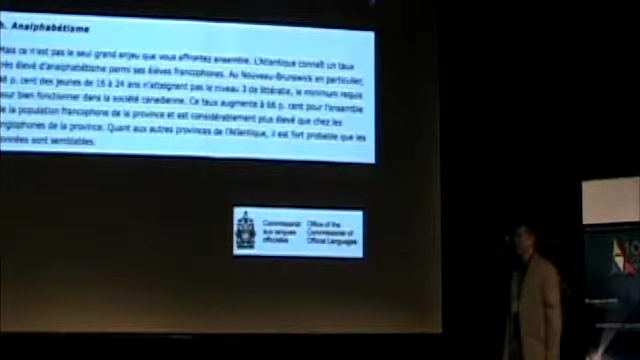 b. Analphabétisme
Mais ce n'est pas le seul grand enjeu que vous affrontez ensemble. L'Atlantique connaît un taux
très élevé d'analphabétisme parmi ses élèves francophones. Au Nouveau-Brunswick en particulier,
p. cent des jeunes de 16 à 24 ans n'atteignent pas le niveau 3 de littératie, le minimum requis
pour bien fonctionner dans la société canadienne. Ce taux augmente à 66 p. cent pour l'ensemble
de la population francophone de la province et est considérablement plus élevé que chez les
anglophones de la province. Quant aux autres provinces de l'Atlantique, il est fort probable que les
données sont semblables.
Commissariat
aux langues
officielles
Office of the
Commissioner of
Official Languages